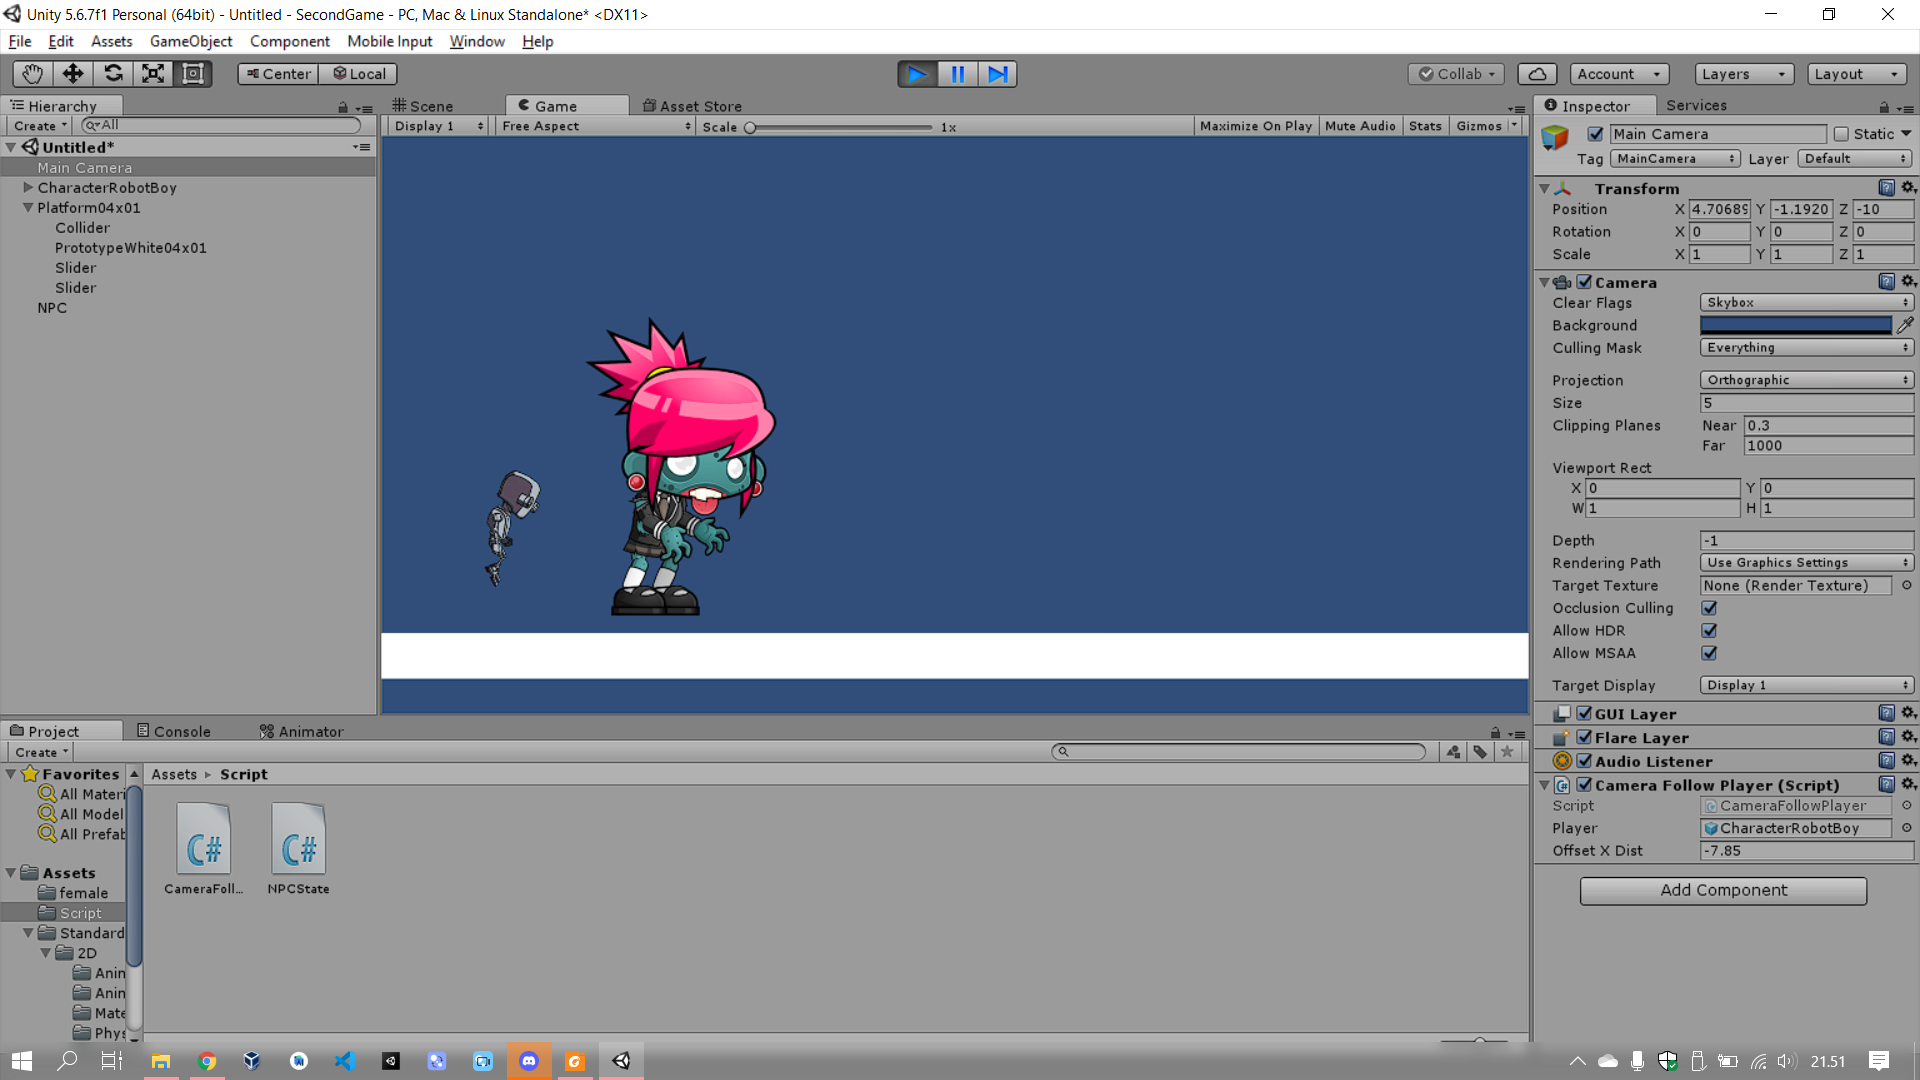 Unity 5.6.7f1 Personal (64bit) - Untitled - SecondGame - PC, Mac & Linux Standalone* <DX11>
File Edit Assets GameObject Component Mobile Input Window Help
Center Local Collab Account Layers Layout
Hierarchy
Create All
Untitled*
Main Camera
CharacterRobotBoy
Platform04x01
Collider
PrototypeWhite04x01
Slider
Slider
NPC
Scene Game Asset Store
Display 1 Free Aspect Scale 1x Maximize On Play Mute Audio Stats Gizmos
Inspector Services
Main Camera Static
Tag MainCamera Layer Default
Transform
Position X 4.70689 Y -1.1920 Z -10
Rotation X 0 Y 0 Z 0
Scale X 1 Y 1 Z 1
Camera
Clear Flags Skybox
Background
Culling Mask Everything
Projection Orthographic
Size 5
Clipping Planes Near 0.3
Far 1000
Viewport Rect
X 0 Y 0
W 1 H 1
Depth -1
Rendering Path Use Graphics Settings
Target Texture None (Render Texture)
Occlusion Culling
Allow HDR
Allow MSAA
Target Display Display 1
GUI Layer
Flare Layer
Audio Listener
Camera Follow Player (Script)
Script CameraFollowPlayer
Player CharacterRobotBoy
Offset X Dist -7.85
Add Component
Project Console Animator
Create
Favorites
All Materi
All Model
All Prefab
Assets
female
Script
Standard
2D
Anin
Anin
Mate
Phys
Assets Script
C# C#
CameraFoll... NPCState
21.51